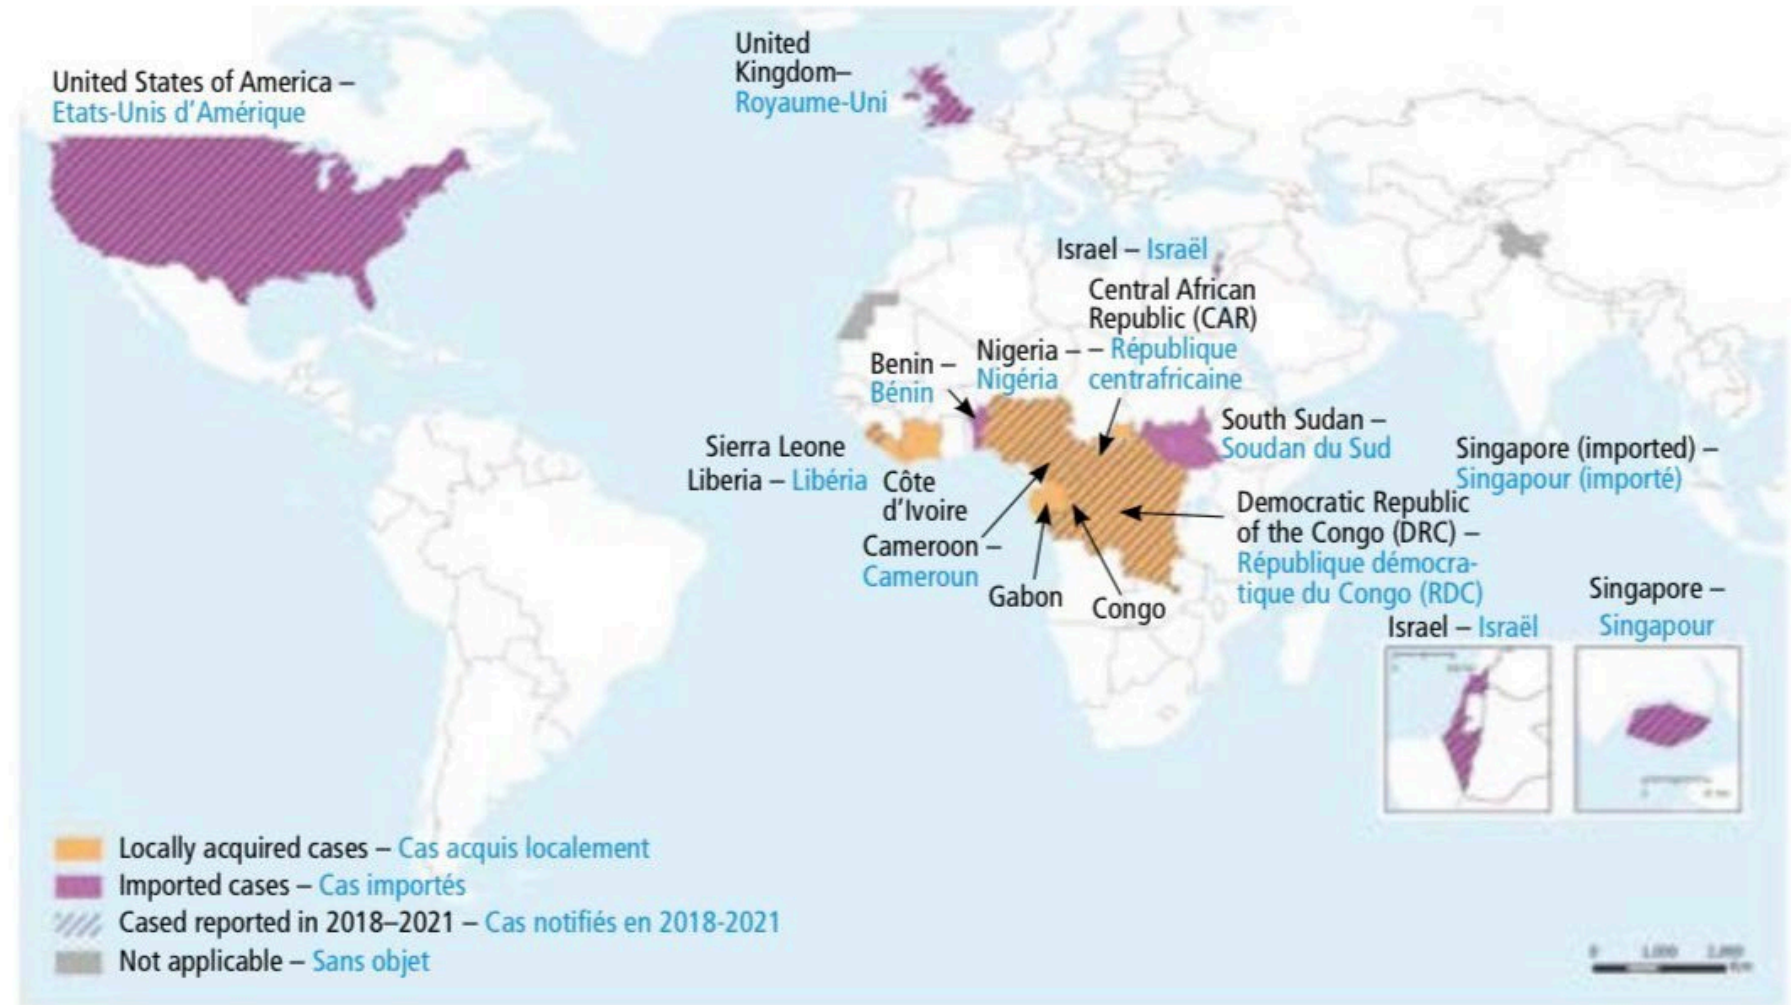 United States of America –
Etats-Unis d'Amérique
United
Kingdom–
Royaume-Uni
Israel – Israël
Central African
Republic (CAR)
– République
centrafricaine
Nigeria –
Nigéria
Benin –
Bénin
South Sudan –
Soudan du Sud
Sierra Leone
Liberia – Libéria
Côte
d'Ivoire
Singapore (imported) –
Singapour (importé)
Democratic Republic
of the Congo (DRC) –
République démocra-
tique du Congo (RDC)
Cameroon –
Cameroun
Gabon
Congo
Israel – Israël
Singapore –
Singapour
Locally acquired cases – Cas acquis localement
Imported cases – Cas importés
Cased reported in 2018–2021 – Cas notifiés en 2018-2021
Not applicable – Sans objet
0 1,000